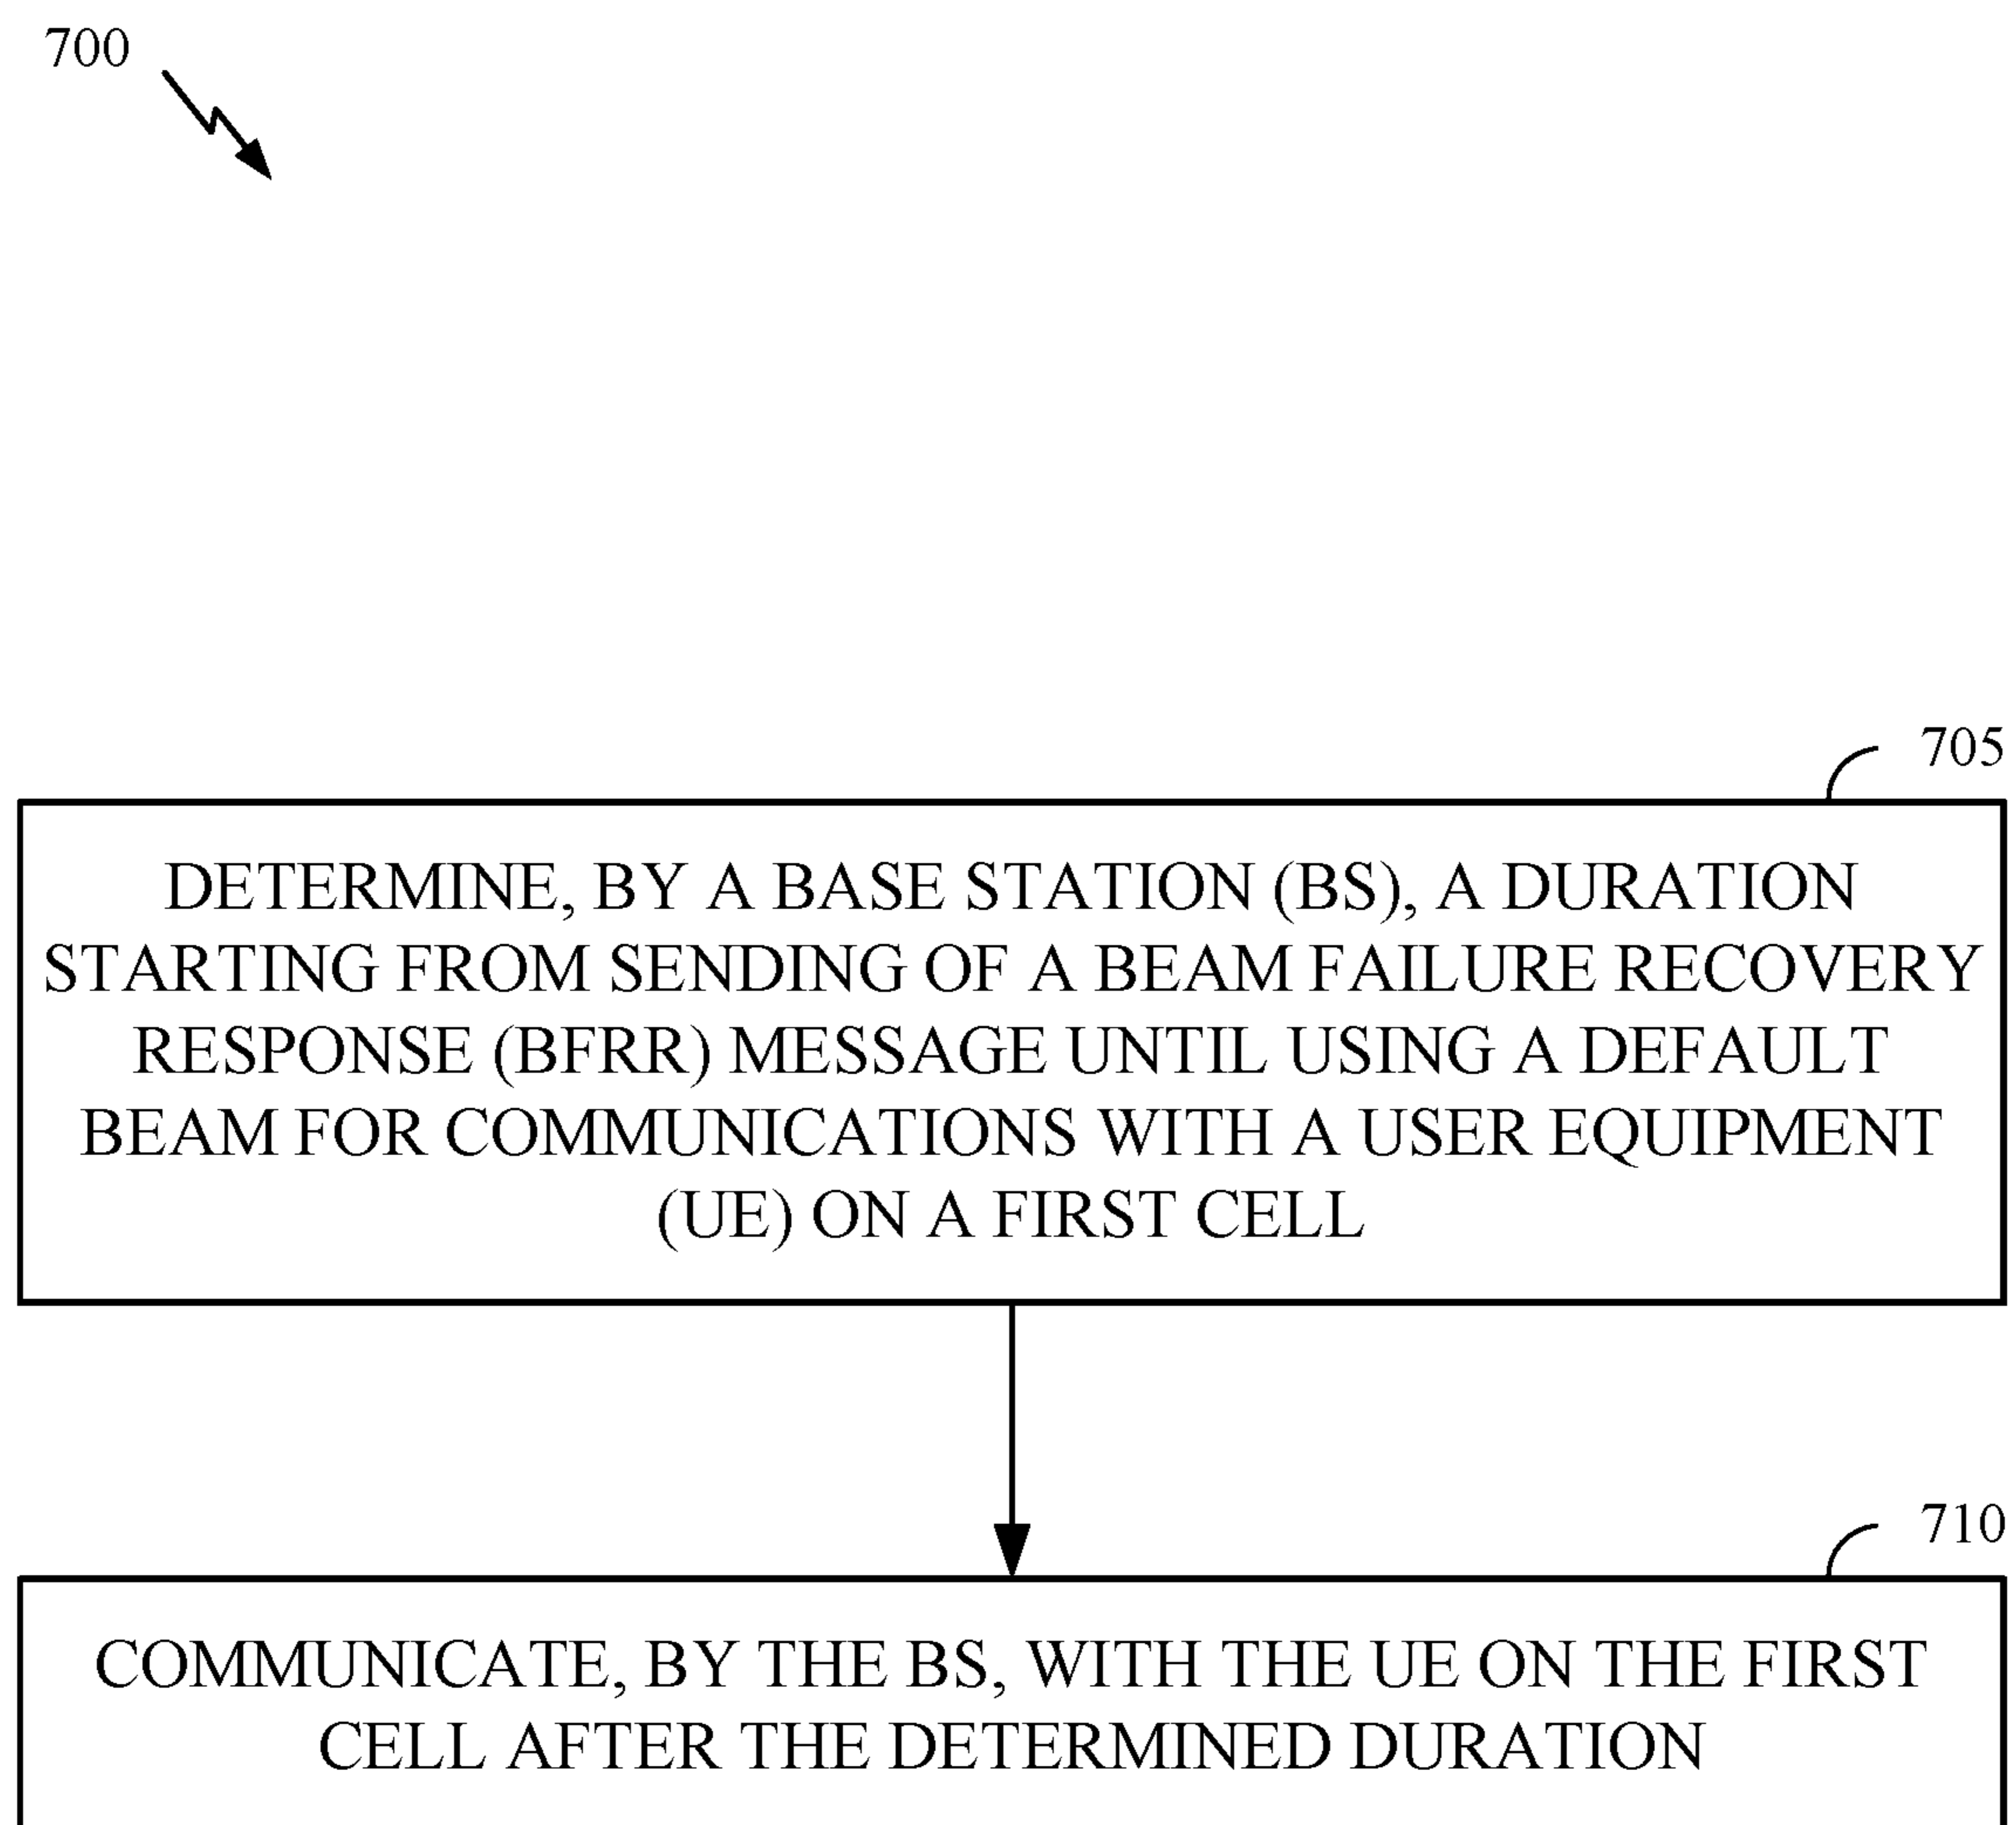 700
705
DETERMINE, BY A BASE STATION (BS), A DURATION
STARTING FROM SENDING OF A BEAM FAILURE RECOVERY
RESPONSE (BFRR) MESSAGE UNTIL USING A DEFAULT
BEAM FOR COMMUNICATIONS WITH A USER EQUIPMENT
(UE) ON A FIRST CELL
710
COMMUNICATE, BY THE BS, WITH THE UE ON THE FIRST
CELL AFTER THE DETERMINED DURATION